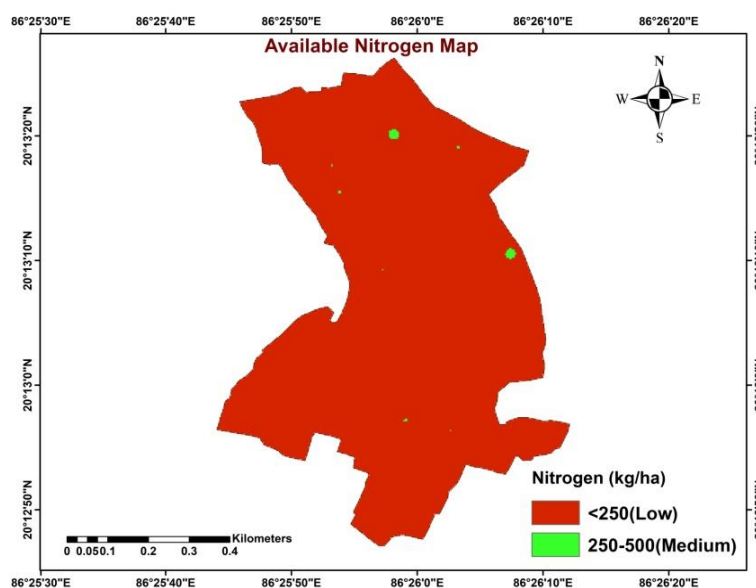 86°25'30"E 86°25'40"E 86°25'50"E 86°26'0"E 86°26'10"E 86°26'20"E
Available Nitrogen Map
N
W E
S
20°13'20"N
20°13'10"N
20°13'0"N
20°12'50"N
Nitrogen (kg/ha)
<250(Low)
250-500(Medium)
Kilometers
0 0.05 0.1 0.2 0.3 0.4
86°25'30"E 86°25'40"E 86°25'50"E 86°26'0"E 86°26'10"E 86°26'20"E